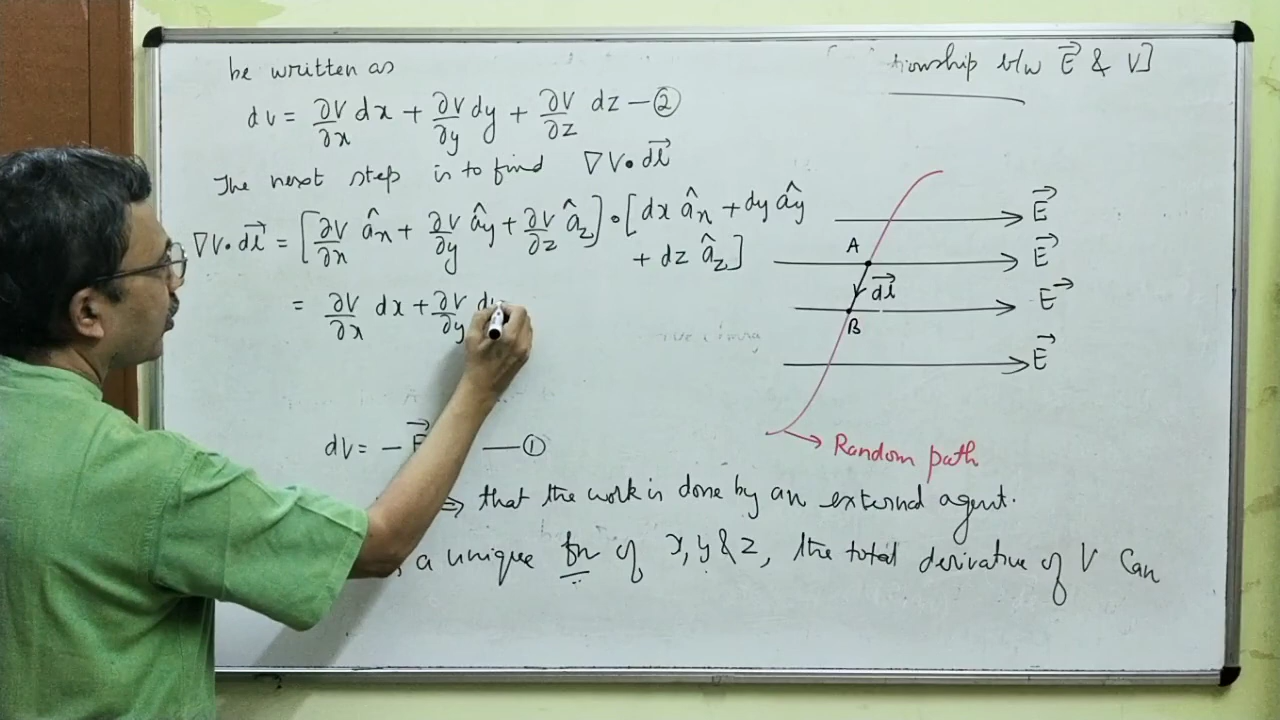 be written as
dv = ∂V/∂x dx + ∂V/∂y dy + ∂V/∂z dz — ②
The next step is to find ∇V• dl⃗
∇V• dl⃗ = [∂V/∂x âx + ∂V/∂y ây + ∂V/∂z âz] • [dx âx + dy ây
+ dz âz]
= ∂V/∂x dx + ∂V/∂y dy
dV = — E⃗ — ①
⇒ that the work is done by an external agent.
a unique fn of x, y & z, the total derivative of V can
b/w E⃗ & V]
E⃗
A
E⃗
dl⃗
E⃗
B
E⃗
Random path